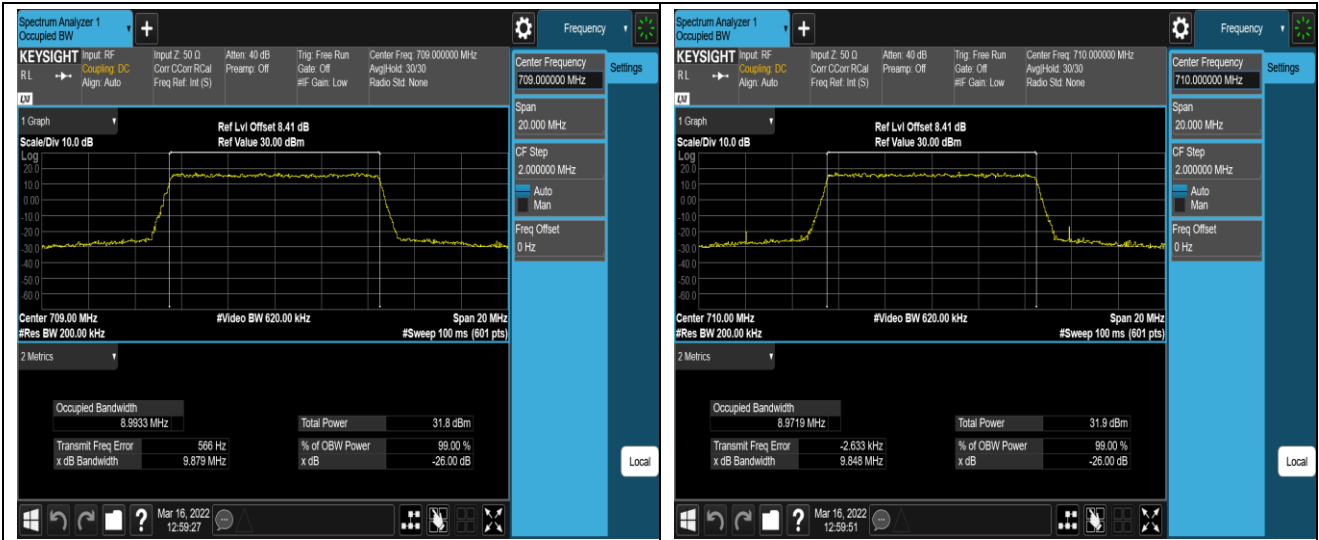 Spectrum Analyzer 1
Occupied BW
+
Frequency
KEYSIGHT Input: RF Input Z: 50 Ω Atten: 40 dB Trig: Free Run Center Freq: 709.000000 MHz
Coupling: DC Corr CCorr RCal Preamp: Off Gate: Off Avg|Hold: 30/30
RL Align: Auto Freq Ref: Int (S) #IF Gain: Low Radio Std: None
LXI
Center Frequency
709.000000 MHz
Settings
Span
20.000 MHz
CF Step
2.000000 MHz
Auto
Man
Freq Offset
0 Hz
1 Graph
Ref Lvl Offset 8.41 dB
Scale/Div 10.0 dB Ref Value 30.00 dBm
Log
20.0
10.0
0.00
-10.0
-20.0
-30.0
-40.0
-50.0
-60.0
Center 709.00 MHz #Video BW 620.00 kHz Span 20 MHz
#Res BW 200.00 kHz #Sweep 100 ms (601 pts)
2 Metrics
Occupied Bandwidth
8.9933 MHz Total Power 31.8 dBm
Transmit Freq Error 566 Hz % of OBW Power 99.00 %
x dB Bandwidth 9.879 MHz x dB -26.00 dB
Local
? Mar 16, 2022
12:59:27
Spectrum Analyzer 1
Occupied BW
+
Frequency
KEYSIGHT Input: RF Input Z: 50 Ω Atten: 40 dB Trig: Free Run Center Freq: 710.000000 MHz
Coupling: DC Corr CCorr RCal Preamp: Off Gate: Off Avg|Hold: 30/30
RL Align: Auto Freq Ref: Int (S) #IF Gain: Low Radio Std: None
LXI
Center Frequency
710.000000 MHz
Settings
Span
20.000 MHz
CF Step
2.000000 MHz
Auto
Man
Freq Offset
0 Hz
1 Graph
Ref Lvl Offset 8.41 dB
Scale/Div 10.0 dB Ref Value 30.00 dBm
Log
20.0
10.0
0.00
-10.0
-20.0
-30.0
-40.0
-50.0
-60.0
Center 710.00 MHz #Video BW 620.00 kHz Span 20 MHz
#Res BW 200.00 kHz #Sweep 100 ms (601 pts)
2 Metrics
Occupied Bandwidth
8.9719 MHz Total Power 31.9 dBm
Transmit Freq Error -2.633 kHz % of OBW Power 99.00 %
x dB Bandwidth 9.848 MHz x dB -26.00 dB
Local
? Mar 16, 2022
12:59:51